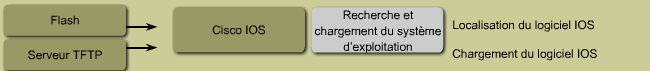 Flash
Serveur TFTP
Cisco IOS
Recherche et
chargement du système
d'exploitation
Localisation du logiciel IOS
Chargement du logiciel IOS